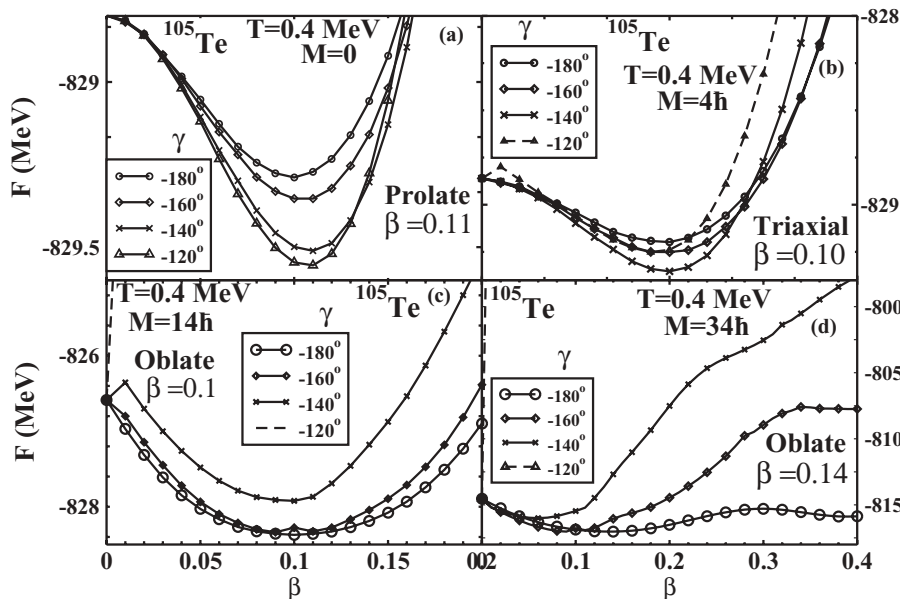 105Te
T=0.4 MeV
M=0
(a)
-829
-829.5
F (MeV)
γ
-180°
-160°
-140°
-120°
Prolate
β=0.11
γ
-180°
-160°
-140°
-120°
105Te
T=0.4 MeV
M=4ħ
(b)
-828
-829
Triaxial
β=0.10
T=0.4 MeV
M=14ħ
Oblate
β=0.1
105Te
(c)
γ
-180°
-160°
-140°
-120°
-826
-828
F (MeV)
0 0.05 0.1 0.15 0.2
β
105Te
T=0.4 MeV
M=34ħ
(d)
γ
-180°
-160°
-140°
-120°
Oblate
β=0.14
-800
-805
-810
-815
0 0.1 0.2 0.3 0.4
β